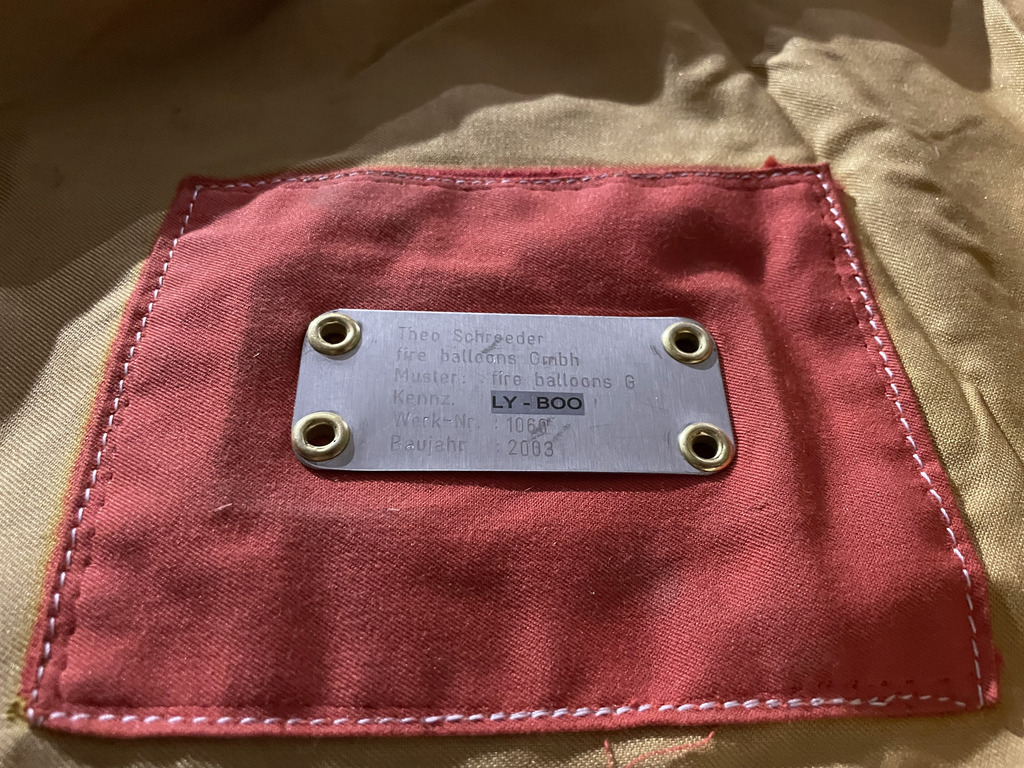 Theo Schroeder
fire balloons Gmbh
Muster: : fire balloons G
Kennz. LY - BOO
Werk-Nr. : 1060
Baujahr : 2003